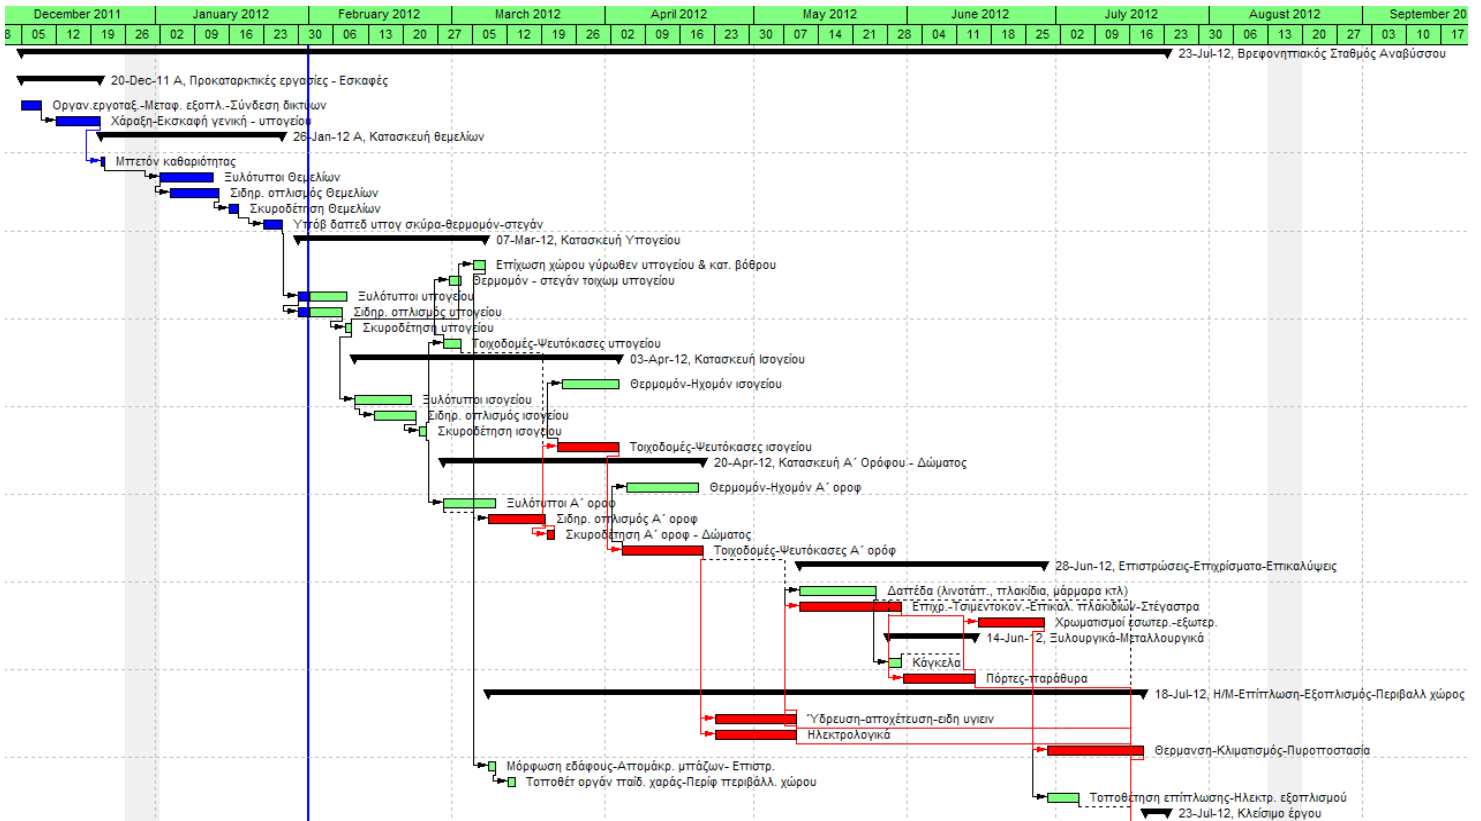 December 2011 January 2012 February 2012 March 2012 April 2012 May 2012 June 2012 July 2012 August 2012 September 20
8 05 12 19 26 02 09 16 23 30 06 13 20 27 05 12 19 26 02 09 16 23 30 07 14 21 28 04 11 18 25 02 09 16 23 30 06 13 20 27 03 10 17
23-Jul-12, Βρεφονηπιακός Σταθμός Αναβύσσου
20-Dec-11 A, Προκαταρκτικές εργασίες - Εσκαφές
Οργαν.εργοταξ.-Μεταφ. εξοπλ.-Σύνδεση δικτύων
Χάραξη-Εκσκαφή γενική - υπογείου
26-Jan-12 A, Κατασκευή θεμελίων
Μπετόν καθαριότητας
Ξυλότυποι Θεμελίων
Σιδηρ. οπλισμός Θεμελίων
Σκυροδέτηση Θεμελίων
Υπόβ δαπεδ υπογ σκύρα-θερμομόν-στεγάν
07-Mar-12, Κατασκευή Υπογείου
Επίχωση χώρου γύρωθεν υπογείου & κατ. βόθρου
Θερμομόν - στεγάν τοιχωμ υπογείου
Ξυλότυποι υπογείου
Σιδηρ. οπλισμός υπογείου
Σκυροδέτηση υπογείου
Τοιχοδομές-Ψευτόκασες υπογείου
03-Apr-12, Κατασκευή Ισογείου
Θερμομόν-Ηχομόν ισογείου
Ξυλότυποι ισογείου
Σιδηρ. οπλισμός ισογείου
Σκυροδέτηση ισογείου
Τοιχοδομές-Ψευτόκασες ισογείου
20-Apr-12, Κατασκευή Α΄ Ορόφου - Δώματος
Θερμομόν-Ηχομόν Α΄ οροφ
Ξυλότυποι Α΄ οροφ
Σιδηρ. οπλισμός Α΄ οροφ
Σκυροδέτηση Α΄ οροφ - Δώματος
Τοιχοδομές-Ψευτόκασες Α΄ ορόφ
28-Jun-12, Επιστρώσεις-Επιχρίσματα-Επικαλύψεις
Δαπέδα (λινοτάπ., πλακίδια, μάρμαρα κτλ)
Επιχρ.-Τσιμεντοκον.-Επικαλ. πλακιδίων-Στέγαστρα
Χρωματισμοί εσωτερ.-εξωτερ.
14-Jun-12, Ξυλουργικά-Μεταλλουργικά
Κάγκελα
Πόρτες-παράθυρα
18-Jul-12, Η/Μ-Επίπλωση-Εξοπλισμός-Περιβαλλ χώρος
Ύδρευση-αποχέτευση-ειδη υγιειν
Ηλεκτρολογικά
Θερμανση-Κλιματισμός-Πυροποστασία
Μόρφωση εδάφους-Απομάκρ. μπάζων- Επιστρ.
Τοποθέτ οργάν παίδ. χαράς-Περίφ περιβάλλ. χώρου
Τοποθέτηση επίπλωσης-Ηλεκτρ. εξοπλισμού
23-Jul-12, Κλείσιμο έργου